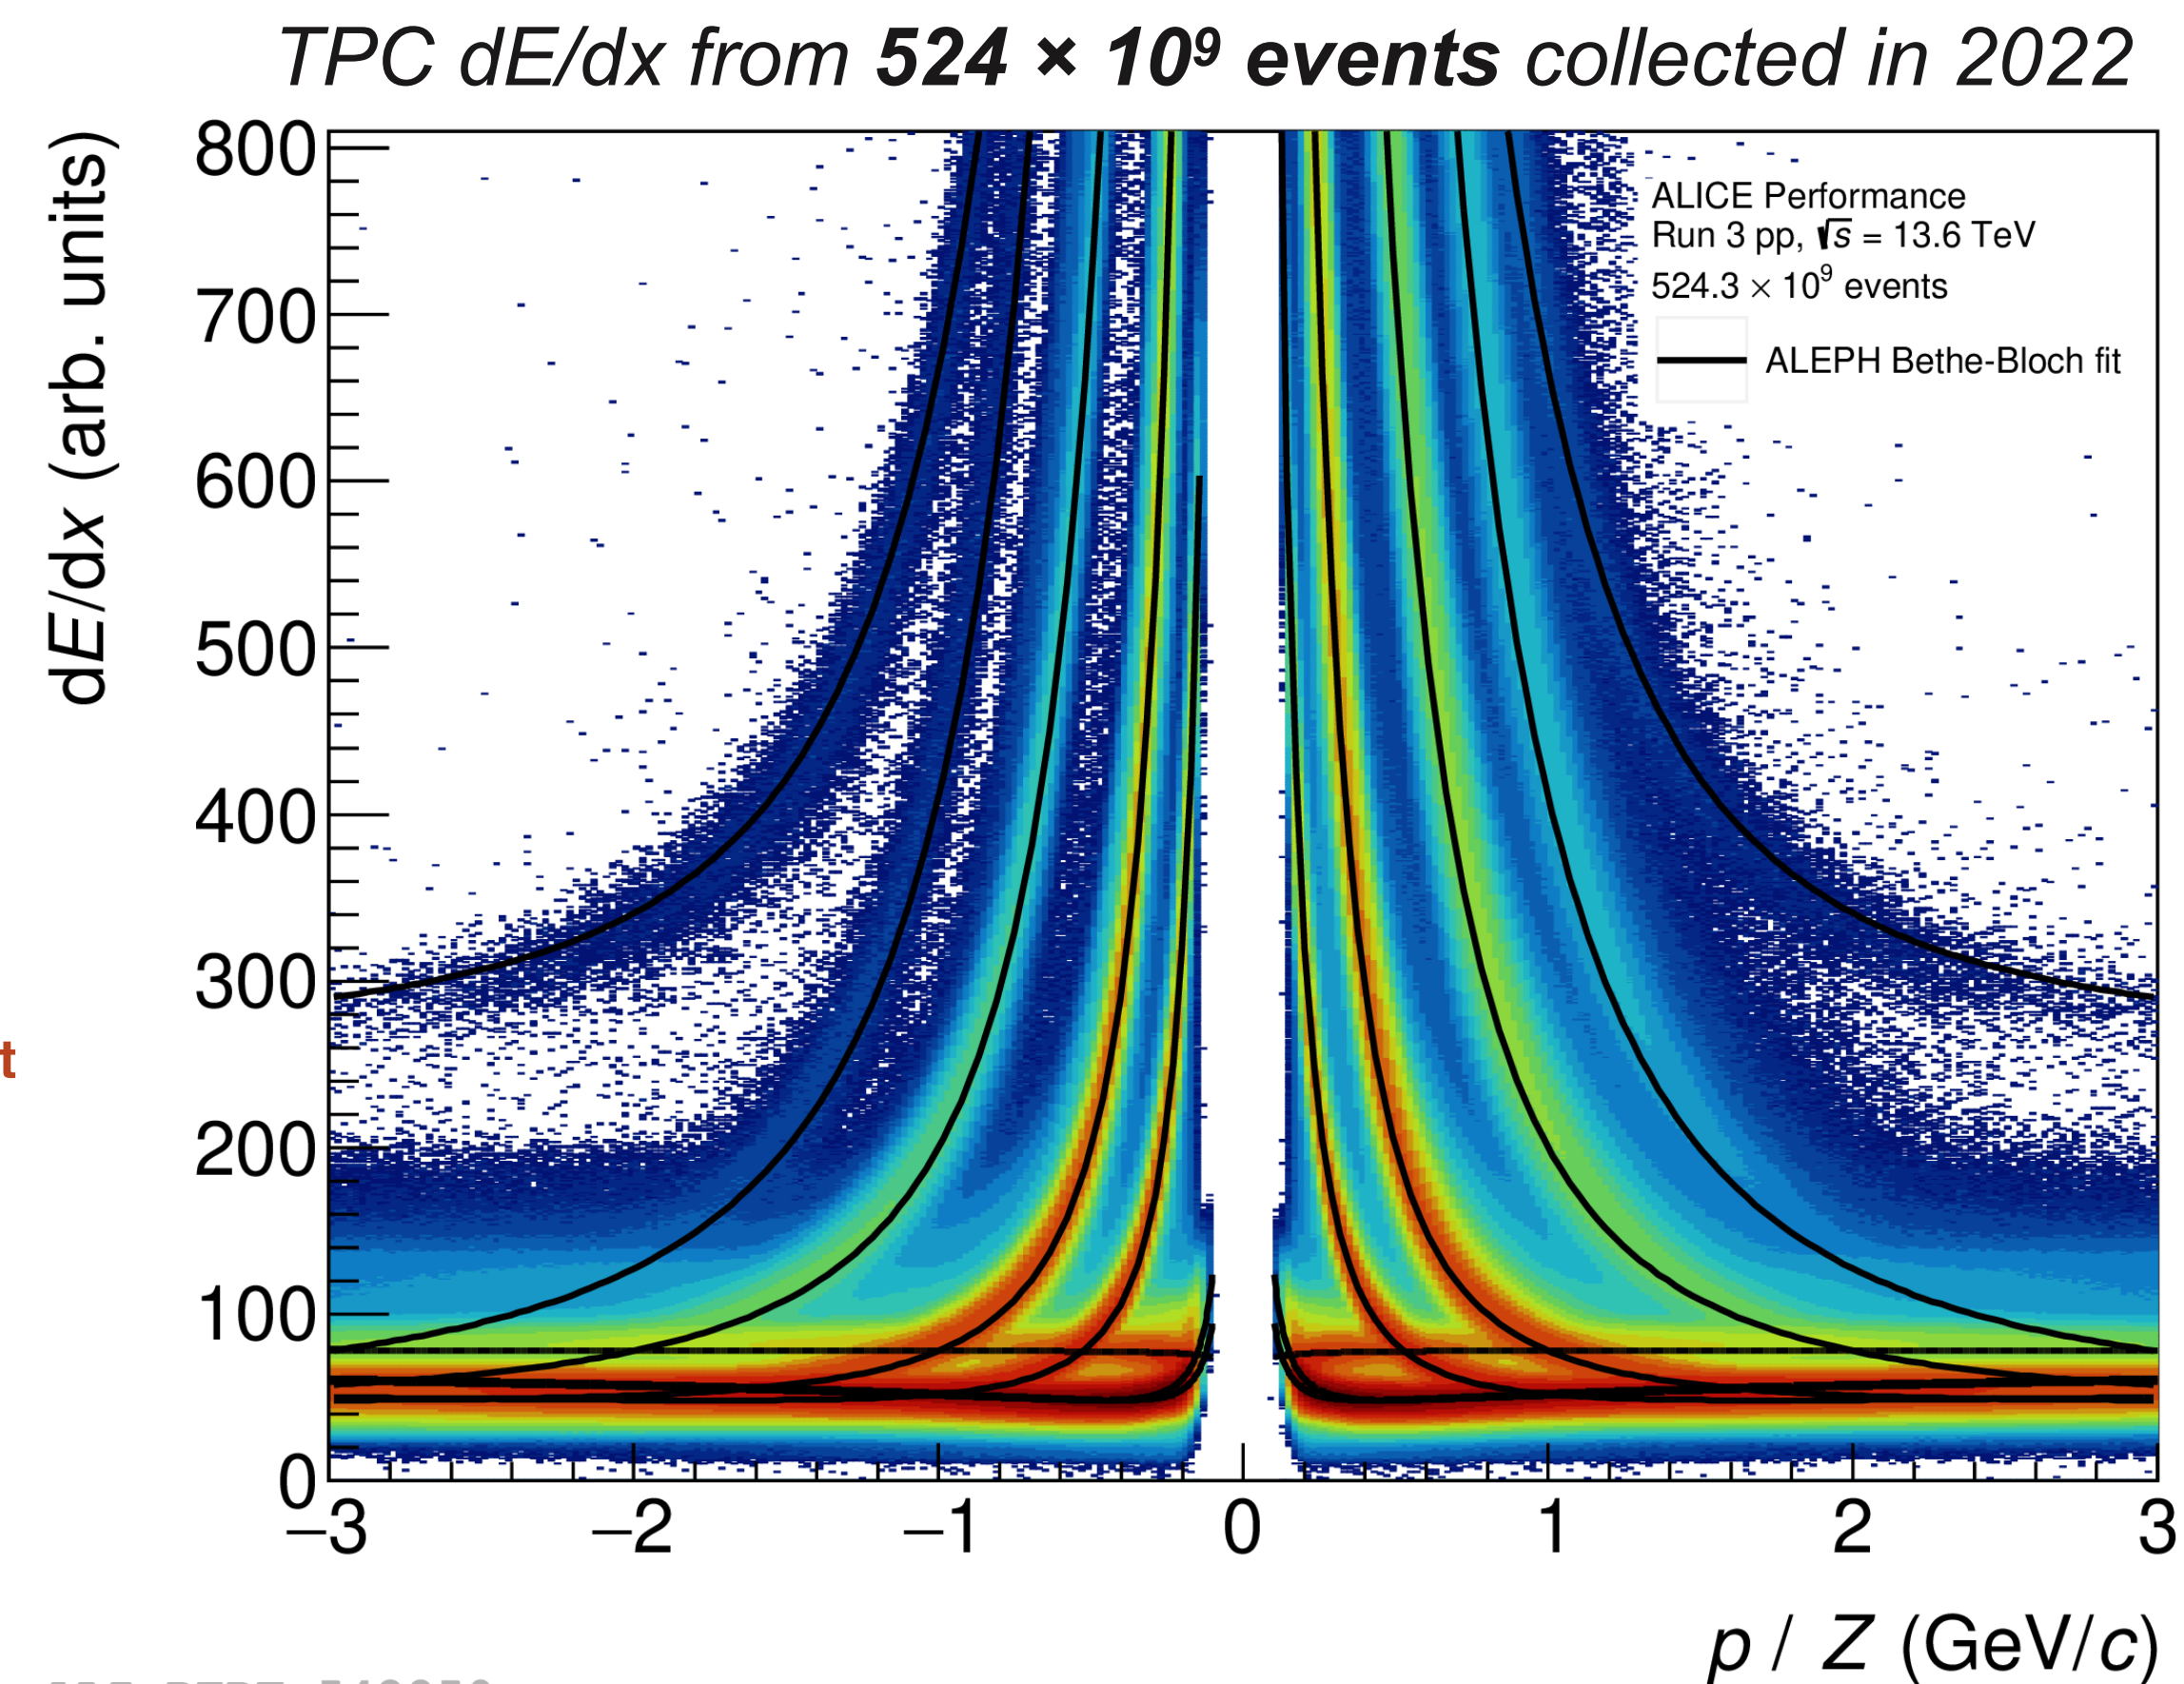 TPC dE/dx from 524 × 10⁹ events collected in 2022
dE/dx (arb. units)
800
700
600
500
400
300
200
100
0
ALICE Performance
Run 3 pp, √s = 13.6 TeV
524.3 × 10⁹ events
ALEPH Bethe-Bloch fit
−3 −2 −1 0 1 2 3
p / Z (GeV/c)
t